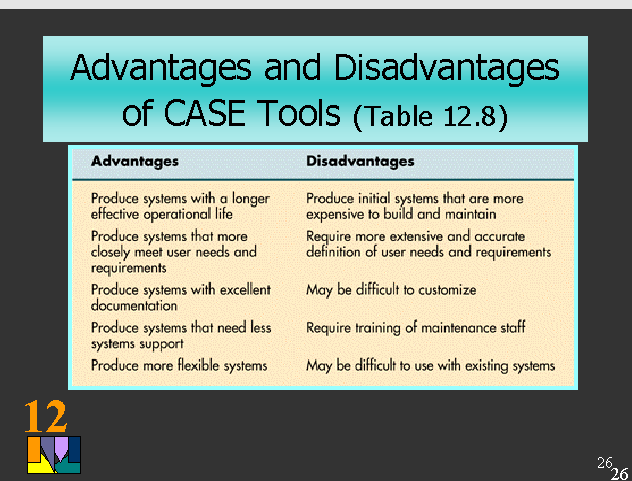 Advantages and Disadvantages
of CASE Tools (Table 12.8)
Advantages Disadvantages
Produce systems with a longer
effective operational life
Produce initial systems that are more
expensive to build and maintain
Produce systems that more
closely meet user needs and
requirements
Require more extensive and accurate
definition of user needs and requirements
Produce systems with excellent
documentation
May be difficult to customize
Produce systems that need less
systems support
Require training of maintenance staff
Produce more flexible systems
May be difficult to use with existing systems
12
26
26